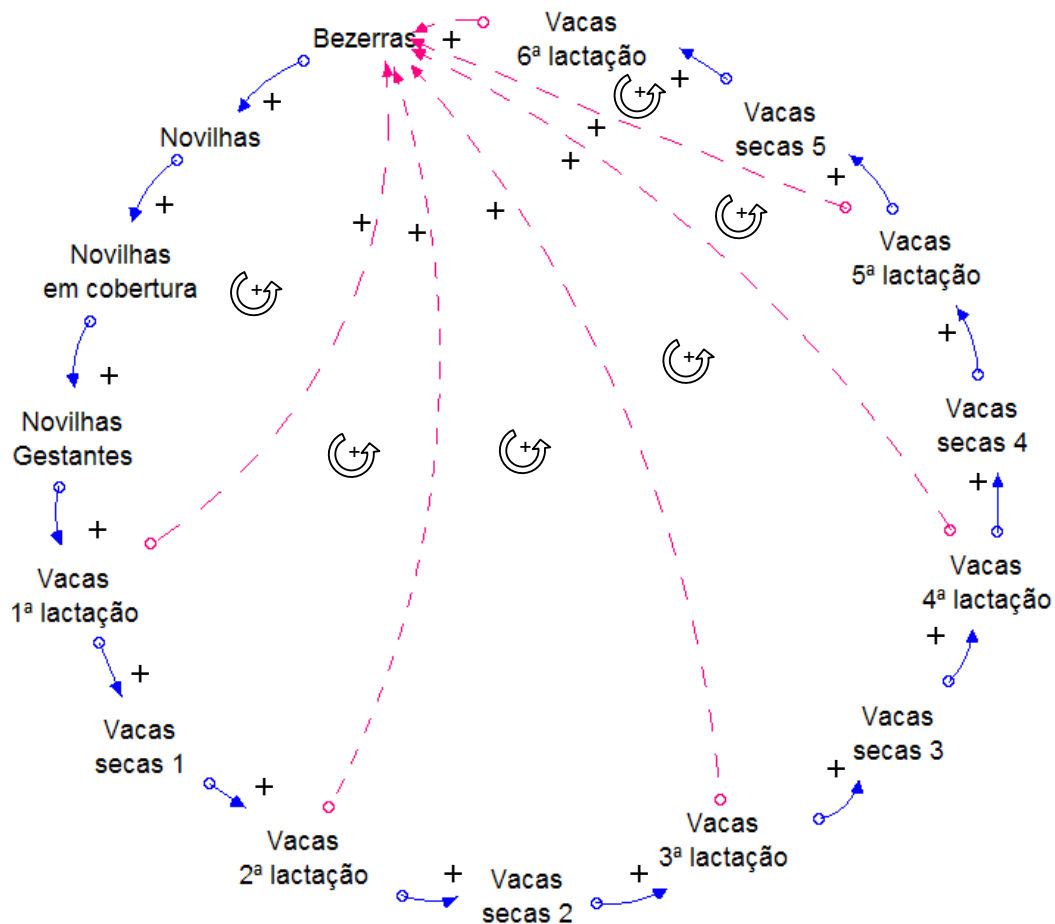 Bezerras
+
Novilhas
+
Novilhas
em cobertura
+
Novilhas
Gestantes
+
Vacas
1ª lactação
+
Vacas
secas 1
+
Vacas
2ª lactação
+
Vacas
secas 2
+
Vacas
3ª lactação
+
Vacas
secas 3
+
Vacas
4ª lactação
+
Vacas
secas 4
+
Vacas
5ª lactação
+
Vacas
secas 5
+
Vacas
6ª lactação
+
+
+
+
+
+
+
+
+
+
+
+